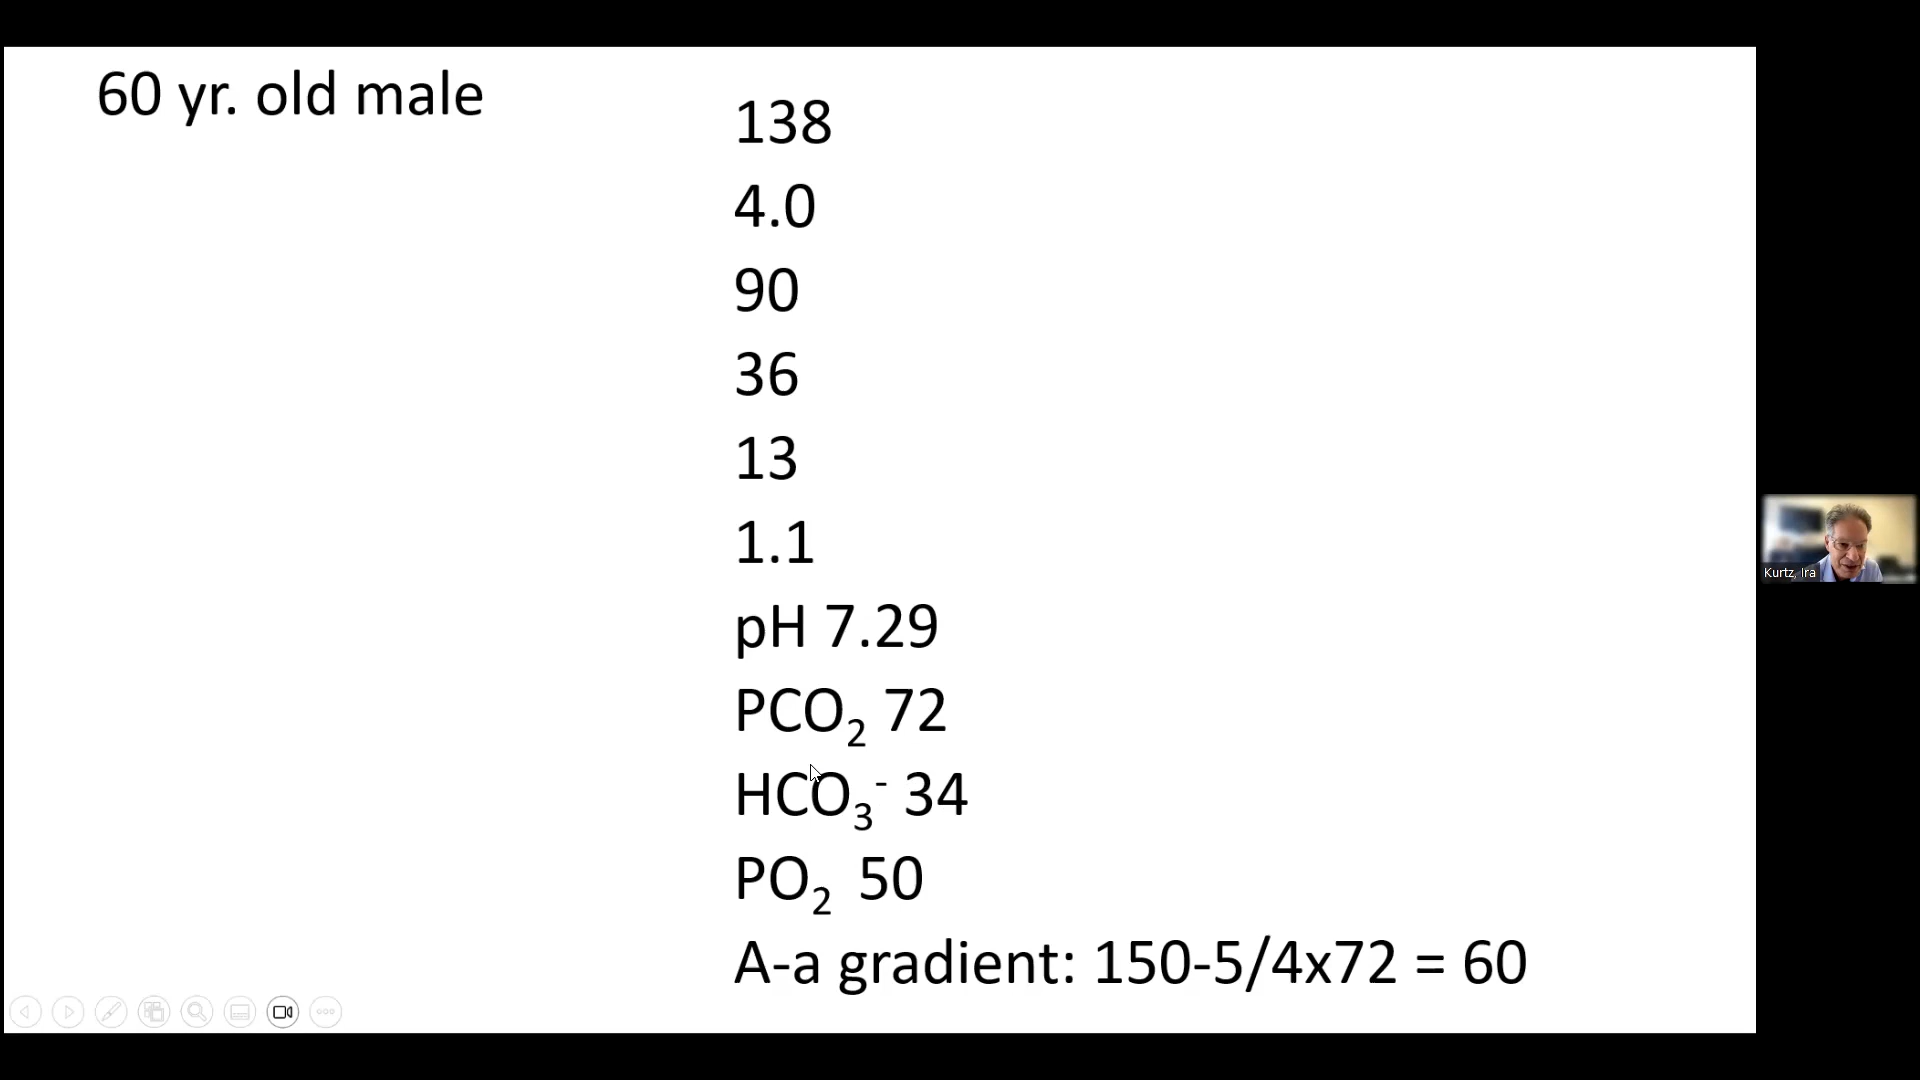 60 yr. old male
138
4.0
90
36
13
1.1
pH 7.29
PCO₂ 72
HCO₃⁻ 34
PO₂ 50
A-a gradient: 150-5/4x72 = 60
Kurtz, Ira